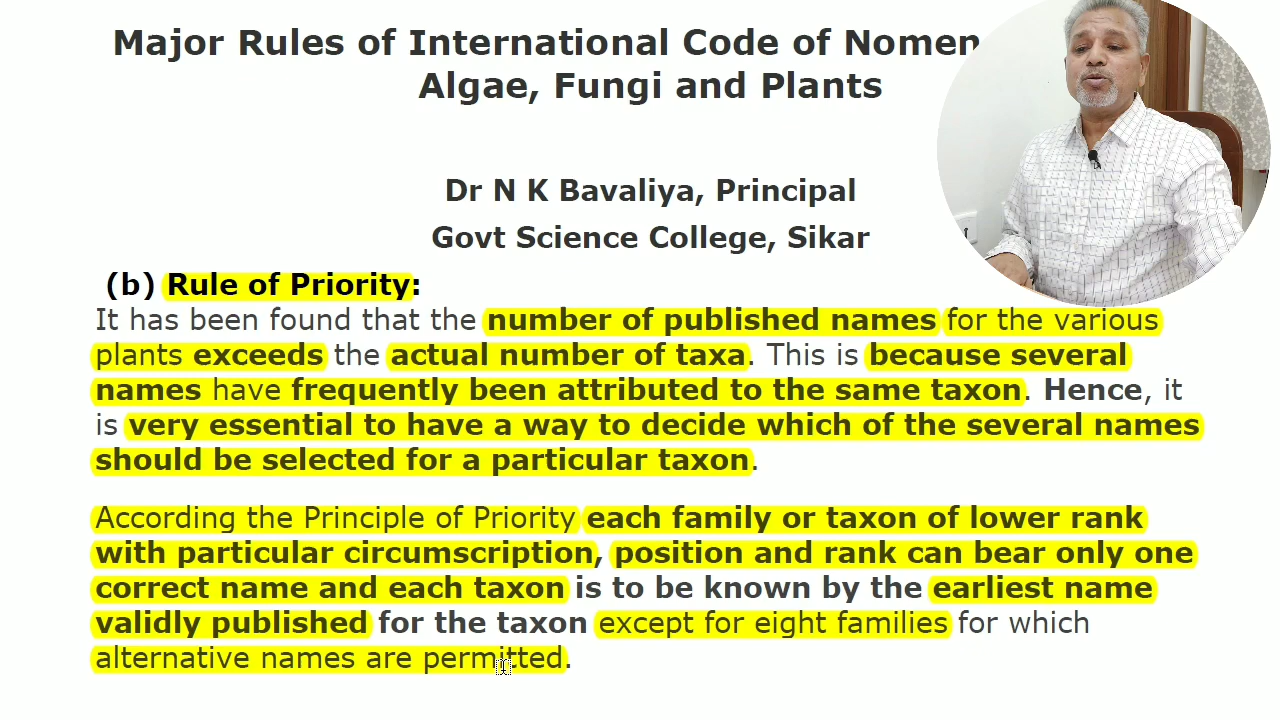 Major Rules of International Code of Nomen
Algae, Fungi and Plants
Dr N K Bavaliya, Principal
Govt Science College, Sikar
(b) Rule of Priority:
It has been found that the number of published names for the various
plants exceeds the actual number of taxa. This is because several
names have frequently been attributed to the same taxon. Hence, it
is very essential to have a way to decide which of the several names
should be selected for a particular taxon.
According the Principle of Priority each family or taxon of lower rank
with particular circumscription, position and rank can bear only one
correct name and each taxon is to be known by the earliest name
validly published for the taxon except for eight families for which
alternative names are permitted.